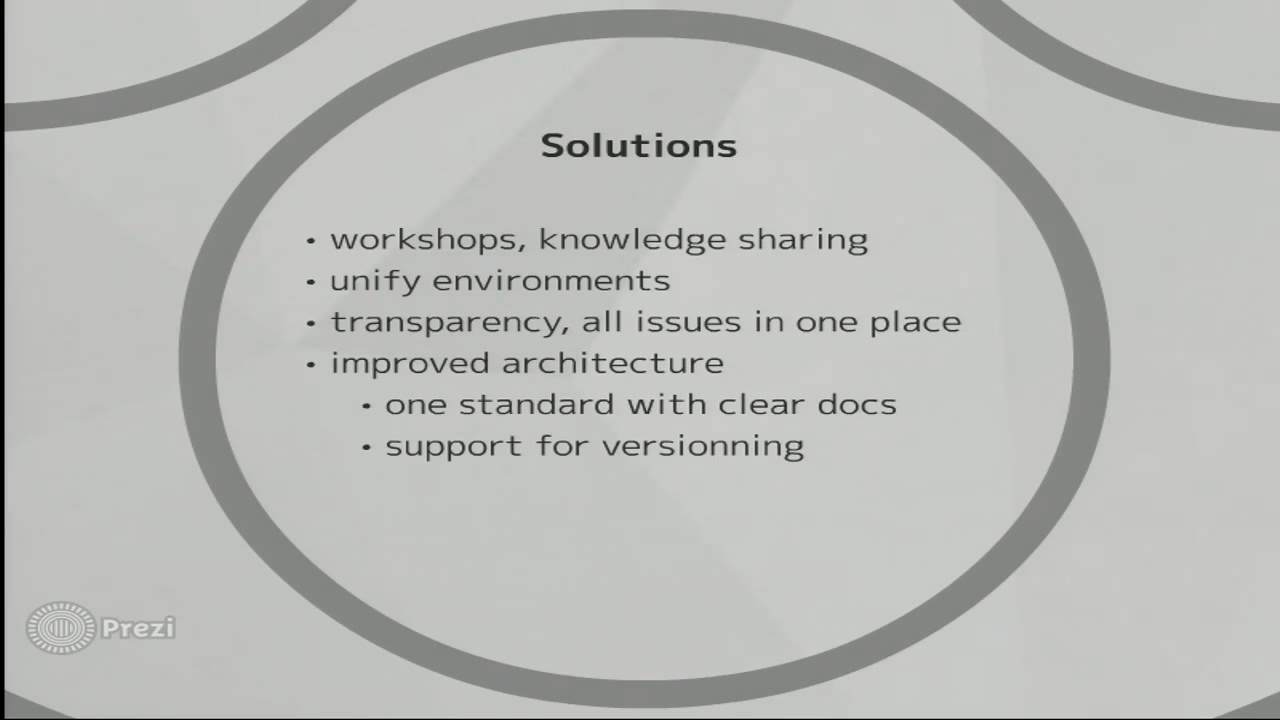 Solutions
• workshops, knowledge sharing
• unify environments
• transparency, all issues in one place
• improved architecture
• one standard with clear docs
• support for versionning
Prezi